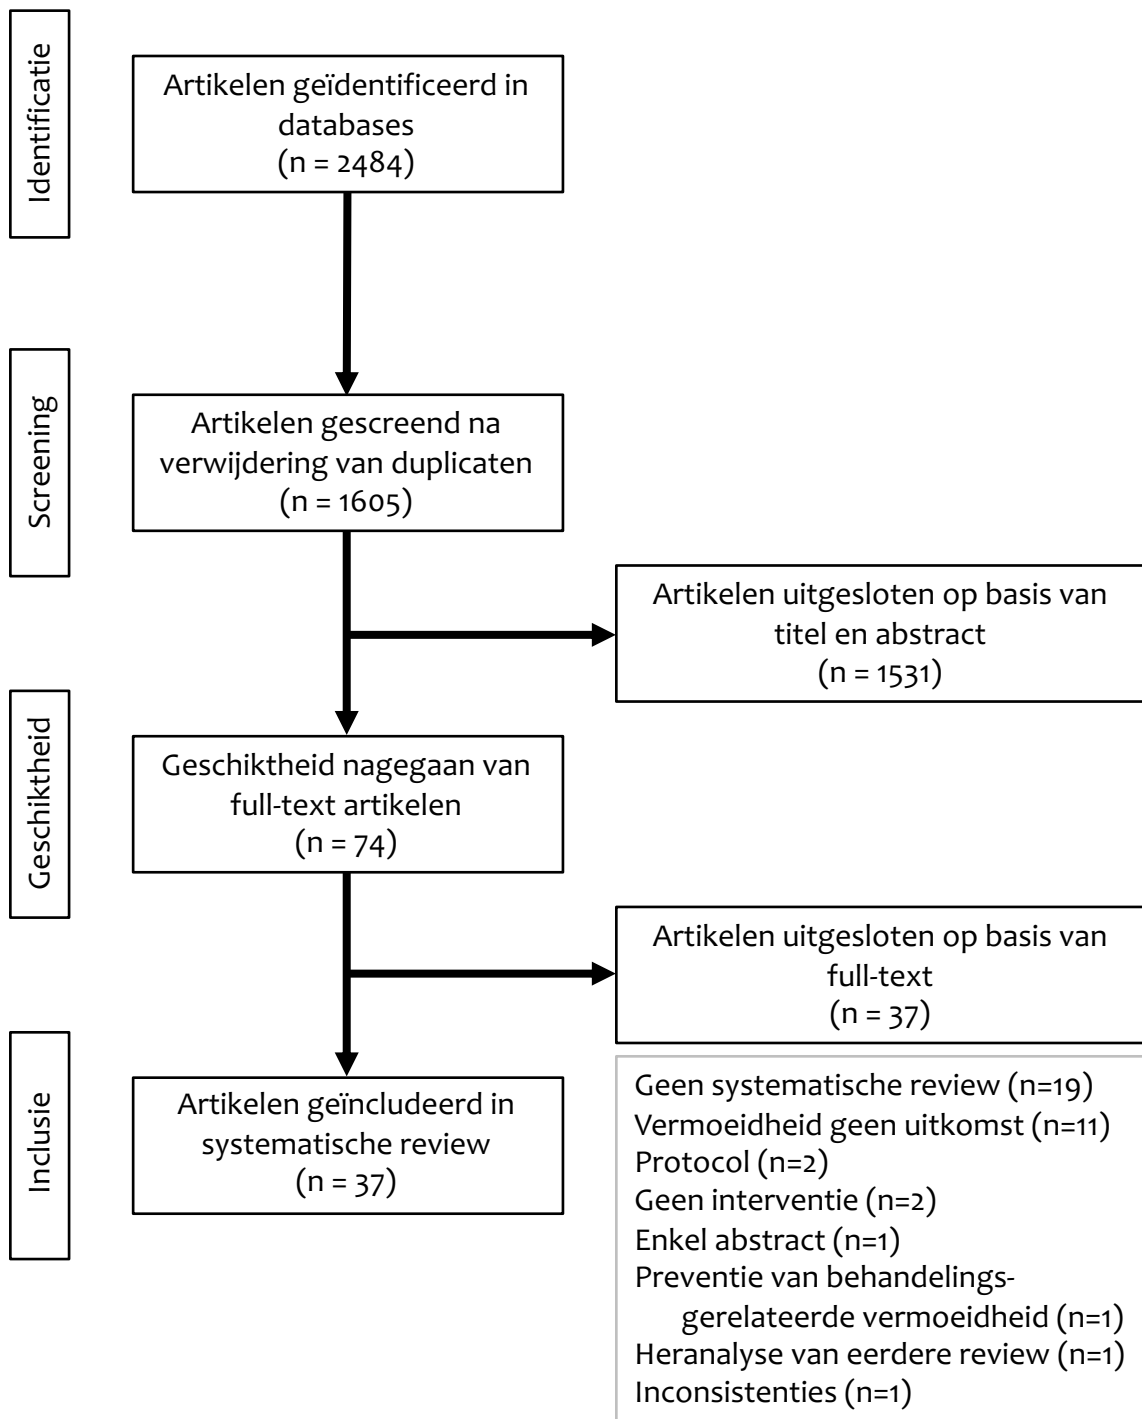 Identificatie
Artikelen geïdentificeerd in
databases
(n = 2484)
Screening
Artikelen gescreend na
verwijdering van duplicaten
(n = 1605)
Artikelen uitgesloten op basis van
titel en abstract
(n = 1531)
Geschiktheid
Geschiktheid nagegaan van
full-text artikelen
(n = 74)
Artikelen uitgesloten op basis van
full-text
(n = 37)
Inclusie
Artikelen geïncludeerd in
systematische review
(n = 37)
Geen systematische review (n=19)
Vermoeidheid geen uitkomst (n=11)
Protocol (n=2)
Geen interventie (n=2)
Enkel abstract (n=1)
Preventie van behandelings-
gerelateerde vermoeidheid (n=1)
Heranalyse van eerdere review (n=1)
Inconsistenties (n=1)